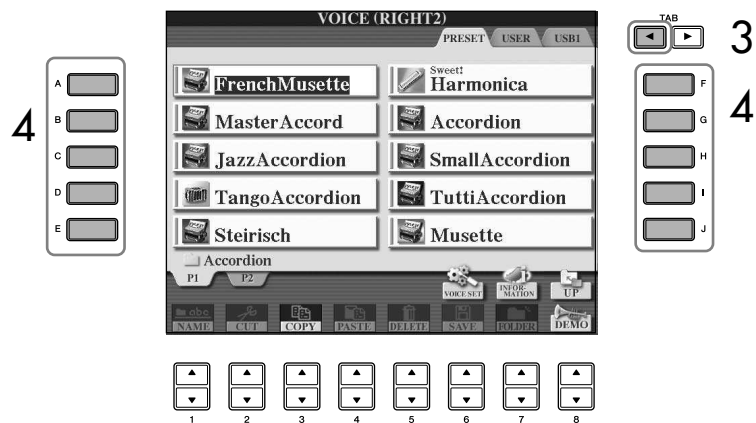 VOICE (RIGHT2)
PRESET USER USB1
TAB
3
4
A
B
C
D
E
FrenchMusette
Sweet!
Harmonica
MasterAccord
Accordion
JazzAccordion
SmallAccordion
TangoAccordion
TuttiAccordion
Steirisch
Musette
Accordion
P1 P2
VOICE SET
INFOR-
MATION
UP
abc
NAME CUT COPY PASTE DELETE SAVE FOLDER DEMO
F
G
H
I
J
4
1 2 3 4 5 6 7 8